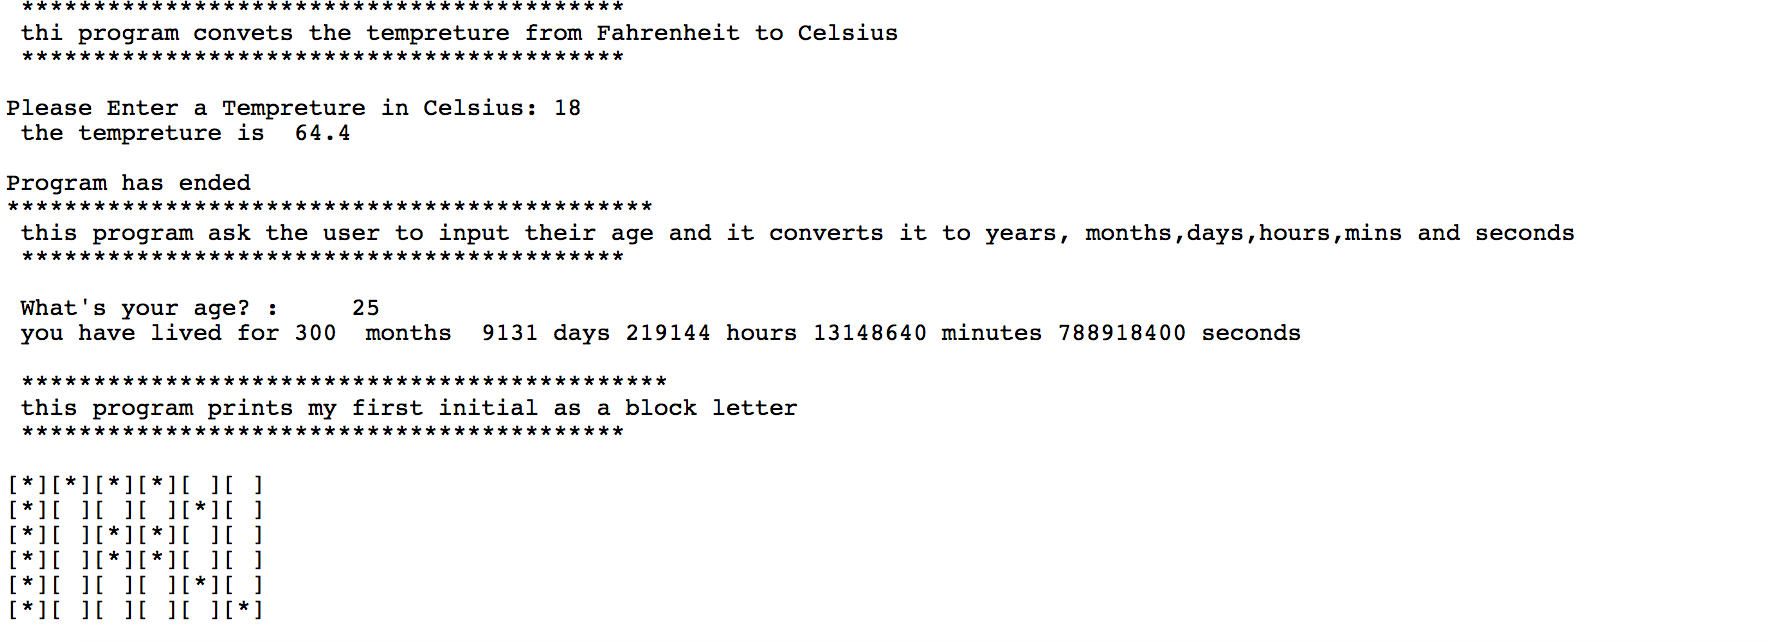 ******************************************
thi program convets the tempreture from Fahrenheit to Celsius
******************************************
Please Enter a Tempreture in Celsius: 18
the tempreture is  64.4
Program has ended
*********************************************
this program ask the user to input their age and it converts it to years, months,days,hours,mins and seconds
******************************************
What's your age? :     25
you have lived for 300  months  9131 days 219144 hours 13148640 minutes 788918400 seconds
*********************************************
this program prints my first initial as a block letter
******************************************
[*][*][*][*][ ][ ]
[*][ ][ ][ ][*][ ]
[*][ ][*][*][ ][ ]
[*][ ][*][*][ ][ ]
[*][ ][ ][ ][*][ ]
[*][ ][ ][ ][ ][*]